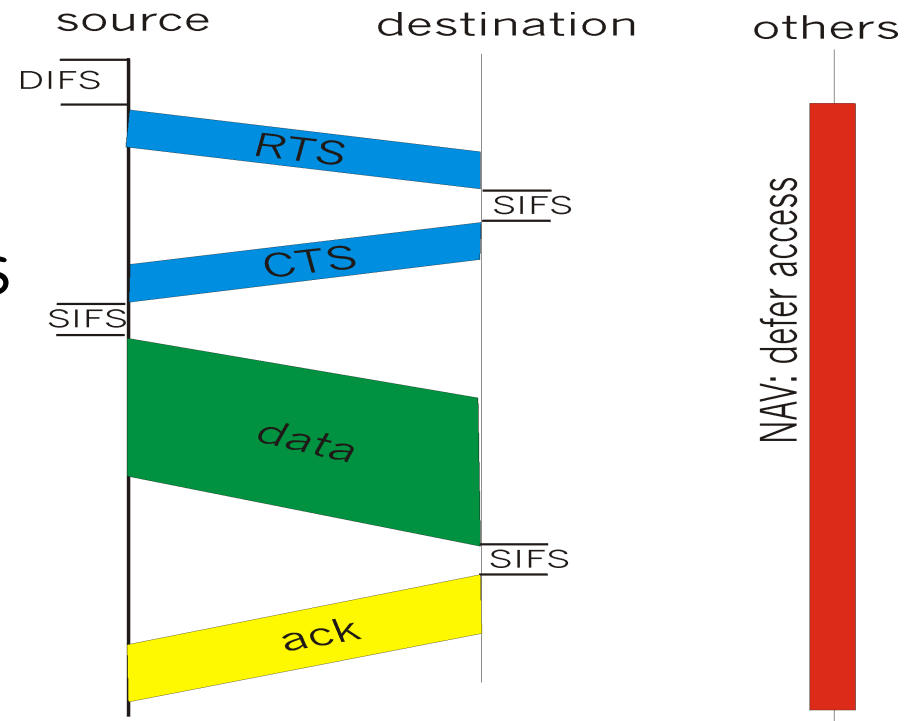 source
destination
others
DIFS
RTS
SIFS
CTS
s
SIFS
data
SIFS
ack
NAV: defer access